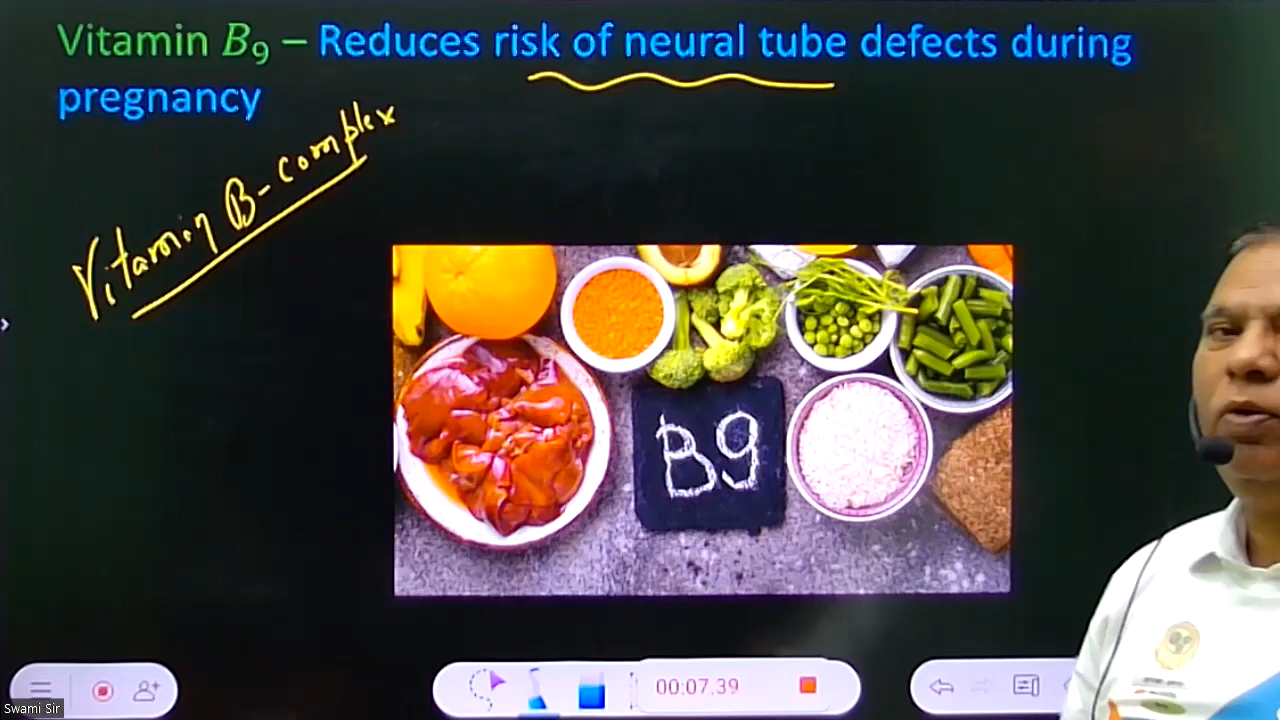 Vitamin B₉ – Reduces risk of neural tube defects during
pregnancy
Vitamin B-complex
B9
00:07.39
Swami Sir